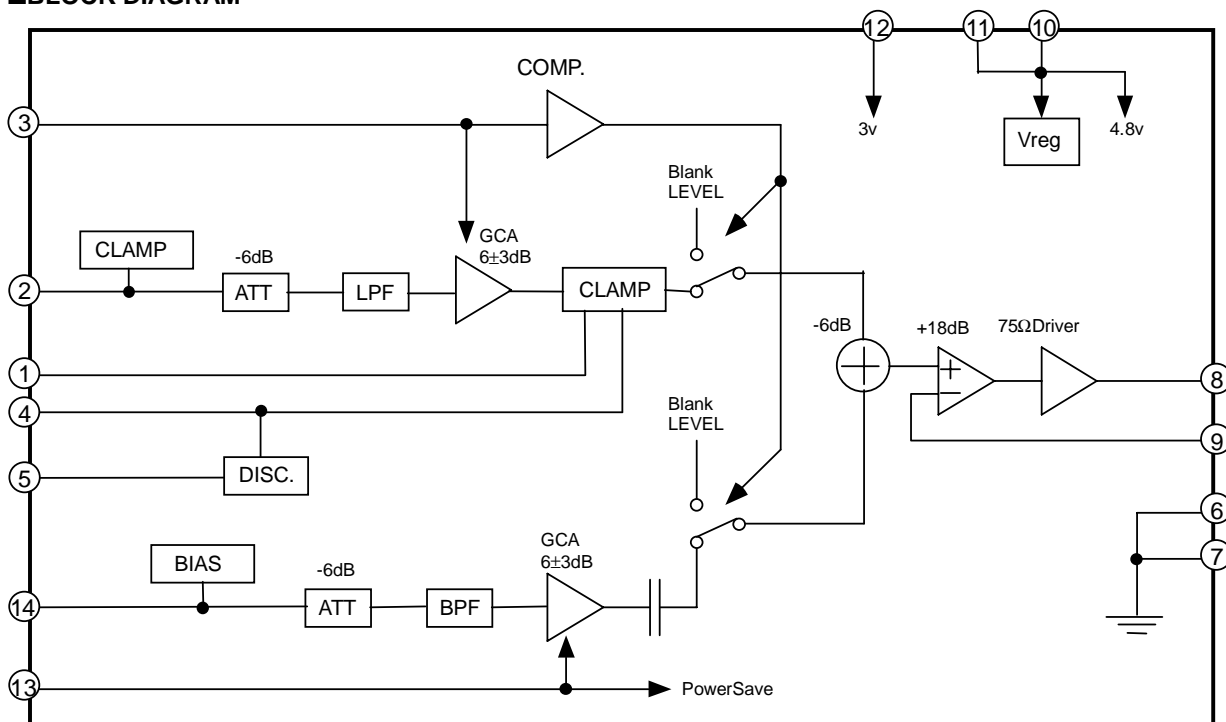 ■BLOCK DIAGRAM
12
11
10
COMP.
3
3v
Vreg
4.8v
Blank
LEVEL
CLAMP
-6dB
GCA
6±3dB
2
ATT
LPF
CLAMP
-6dB
+18dB
75ΩDriver
1
8
4
Blank
LEVEL
9
5
DISC.
6
BIAS
GCA
6±3dB
7
-6dB
14
ATT
BPF
13
PowerSave